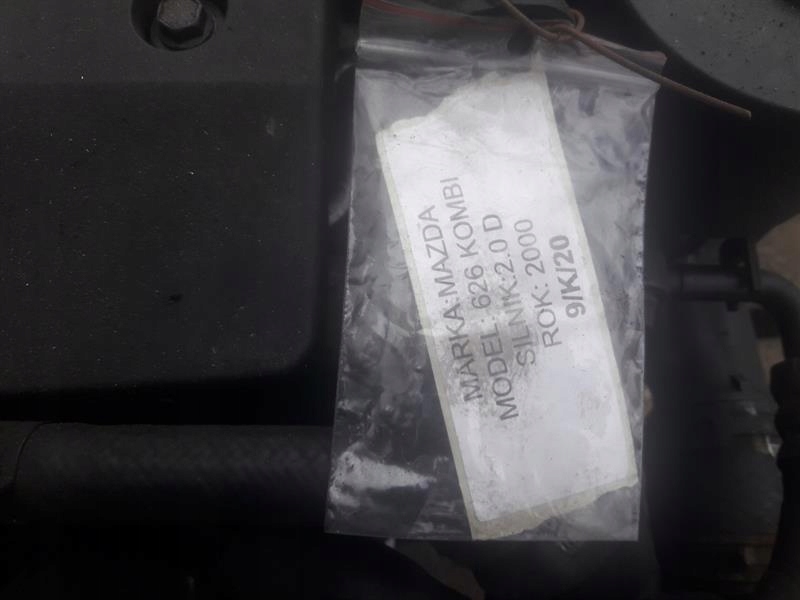 MARKA:MAZDA
MODEL: 626 KOMBI
SILNIK:2.0 D
ROK: 2000
9/K/20